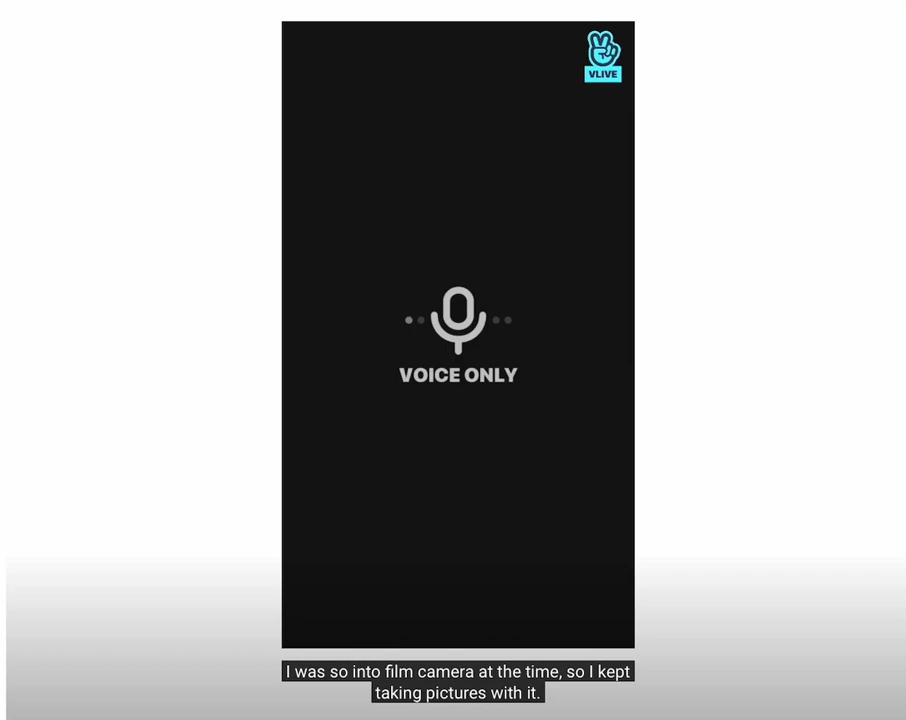 VLIVE
VOICE ONLY
I was so into film camera at the time, so I kept
taking pictures with it.